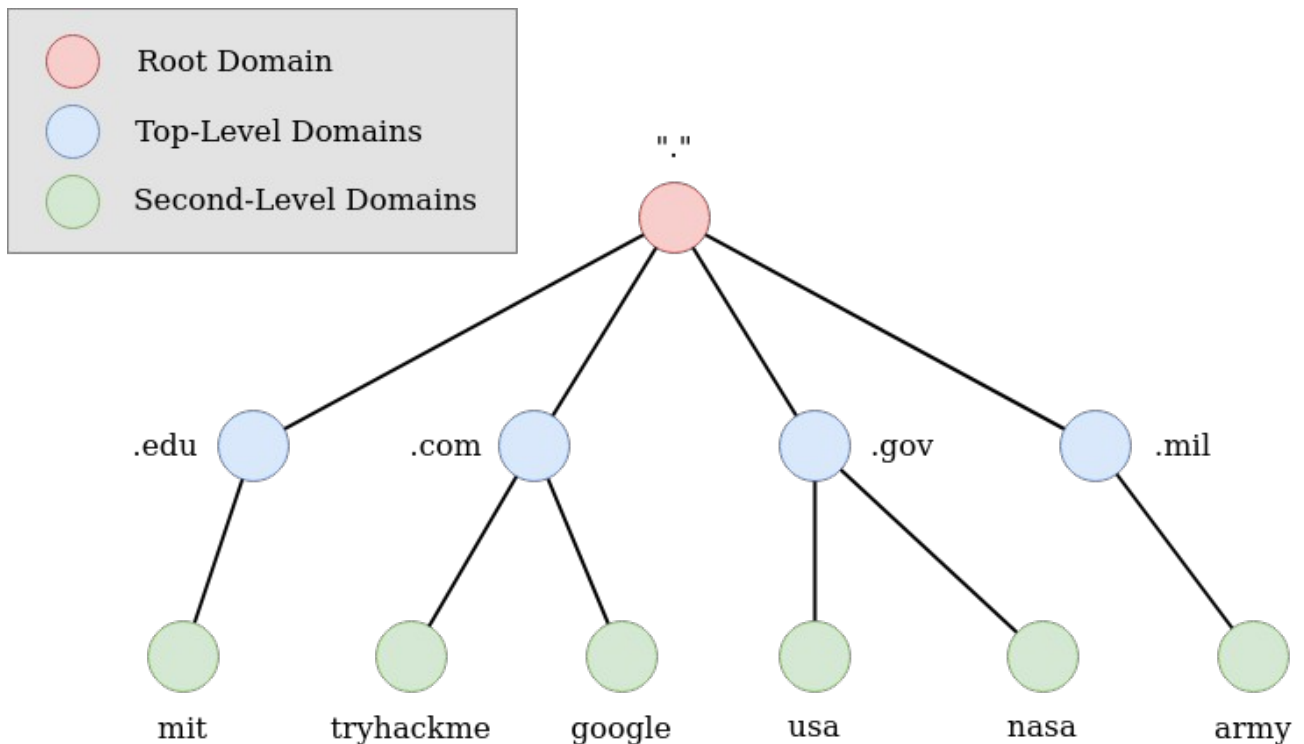 Root Domain
Top-Level Domains
Second-Level Domains
"."
.edu
.com
.gov
.mil
mit
tryhackme
google
usa
nasa
army